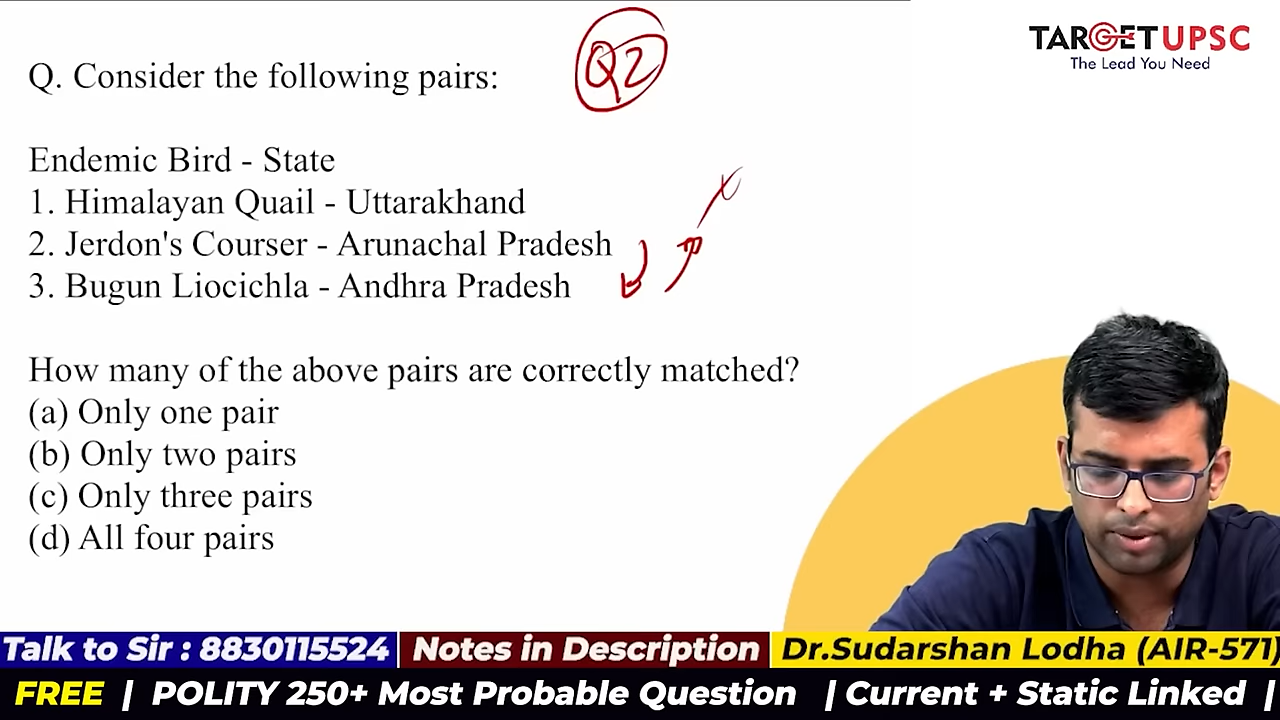 Q. Consider the following pairs:
Q2
TARGET UPSC
The Lead You Need
Endemic Bird - State
1. Himalayan Quail - Uttarakhand
2. Jerdon's Courser - Arunachal Pradesh
3. Bugun Liocichla - Andhra Pradesh
How many of the above pairs are correctly matched?
(a) Only one pair
(b) Only two pairs
(c) Only three pairs
(d) All four pairs
Talk to Sir : 8830115524 Notes in Description Dr.Sudarshan Lodha (AIR-571)
FREE | POLITY 250+ Most Probable Question | Current + Static Linked |